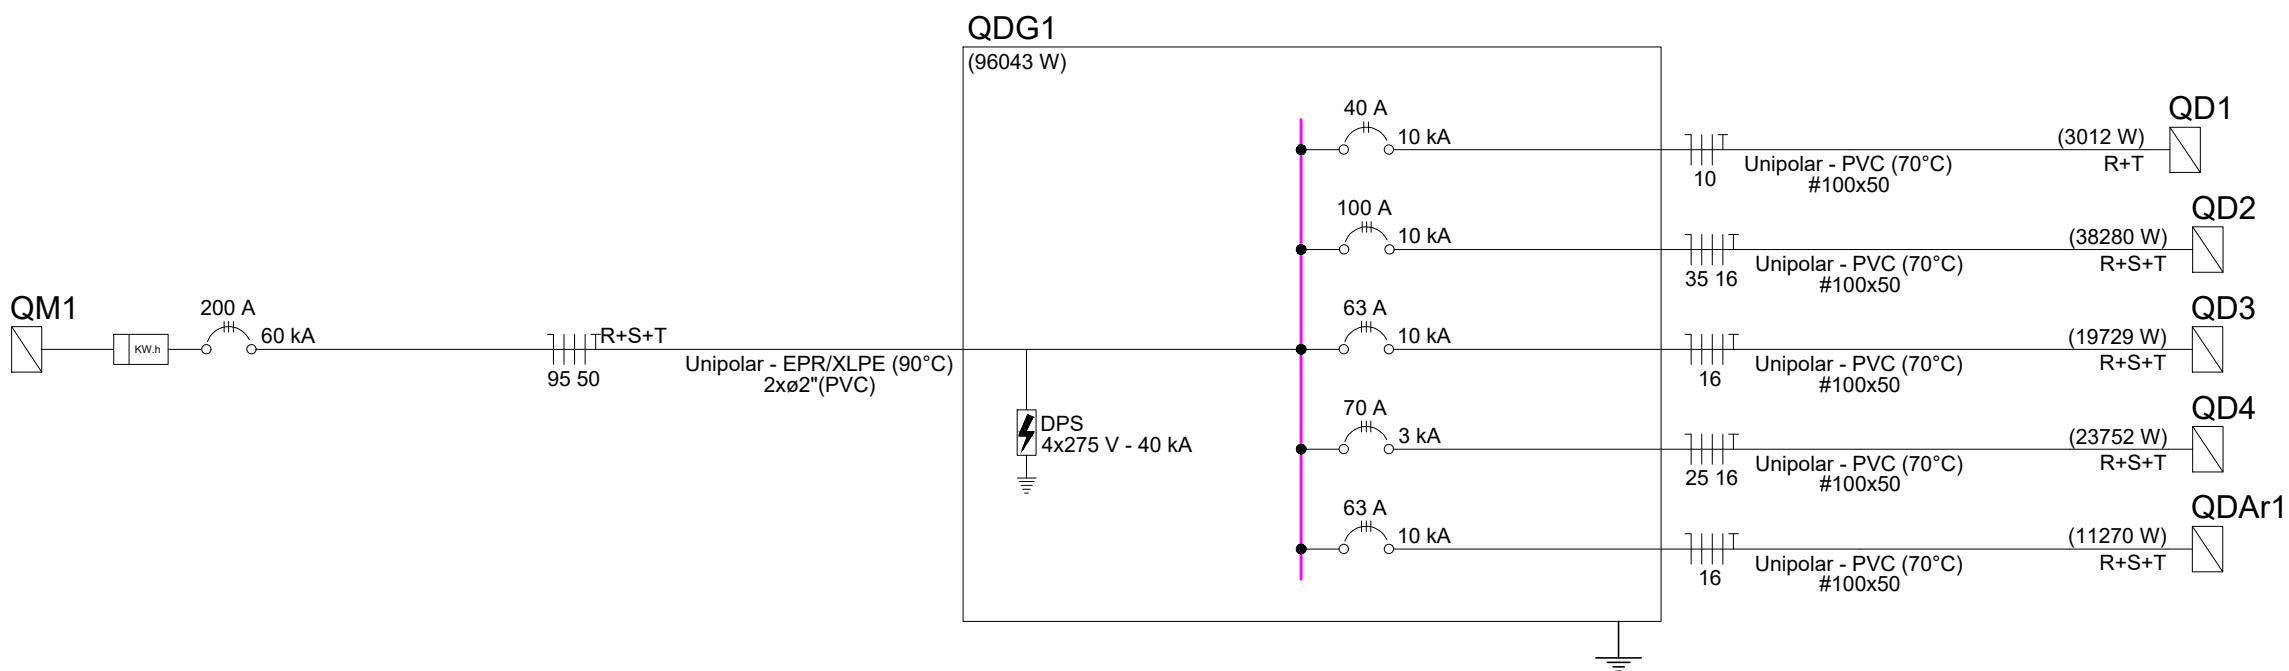 QDG1
(96043 W)
40 A
10 kA
10
Unipolar - PVC (70°C)
#100x50
(3012 W)
R+T
QD1
100 A
10 kA
35 16
Unipolar - PVC (70°C)
#100x50
(38280 W)
R+S+T
QD2
QM1
KW.h
200 A
60 kA
95 50
R+S+T
Unipolar - EPR/XLPE (90°C)
2xø2"(PVC)
63 A
10 kA
16
Unipolar - PVC (70°C)
#100x50
(19729 W)
R+S+T
QD3
DPS
4x275 V - 40 kA
70 A
3 kA
25 16
Unipolar - PVC (70°C)
#100x50
(23752 W)
R+S+T
QD4
63 A
10 kA
16
Unipolar - PVC (70°C)
#100x50
(11270 W)
R+S+T
QDAr1